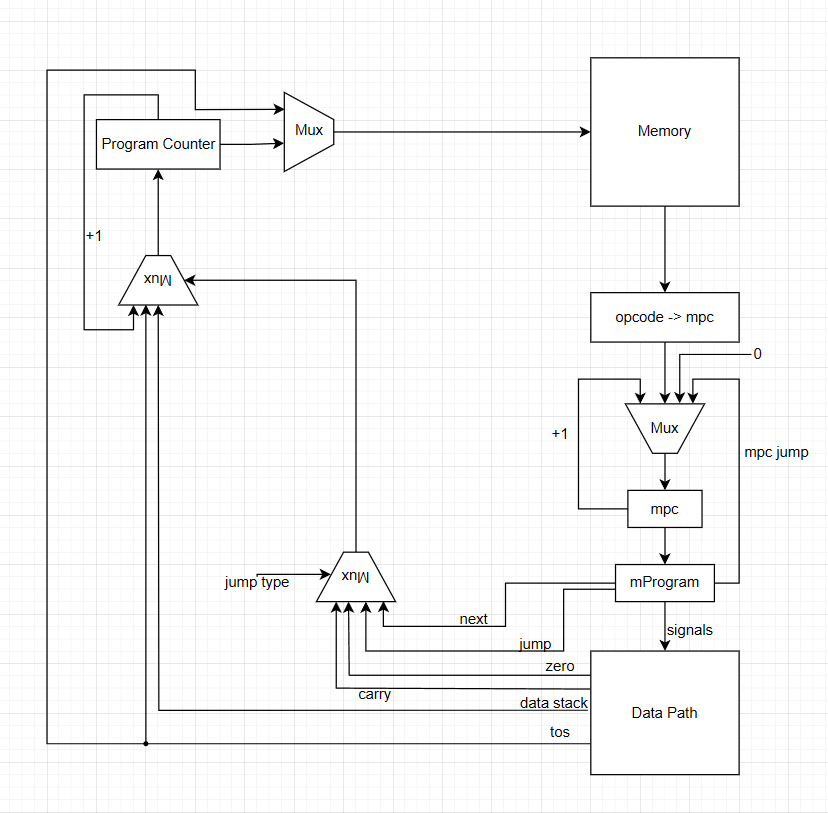 Program Counter
Mux
Memory
+1
Mux
opcode -> mpc
0
Mux
+1
mpc jump
mpc
jump type
Mux
mProgram
next
signals
jump
zero
carry
data stack
Data Path
tos